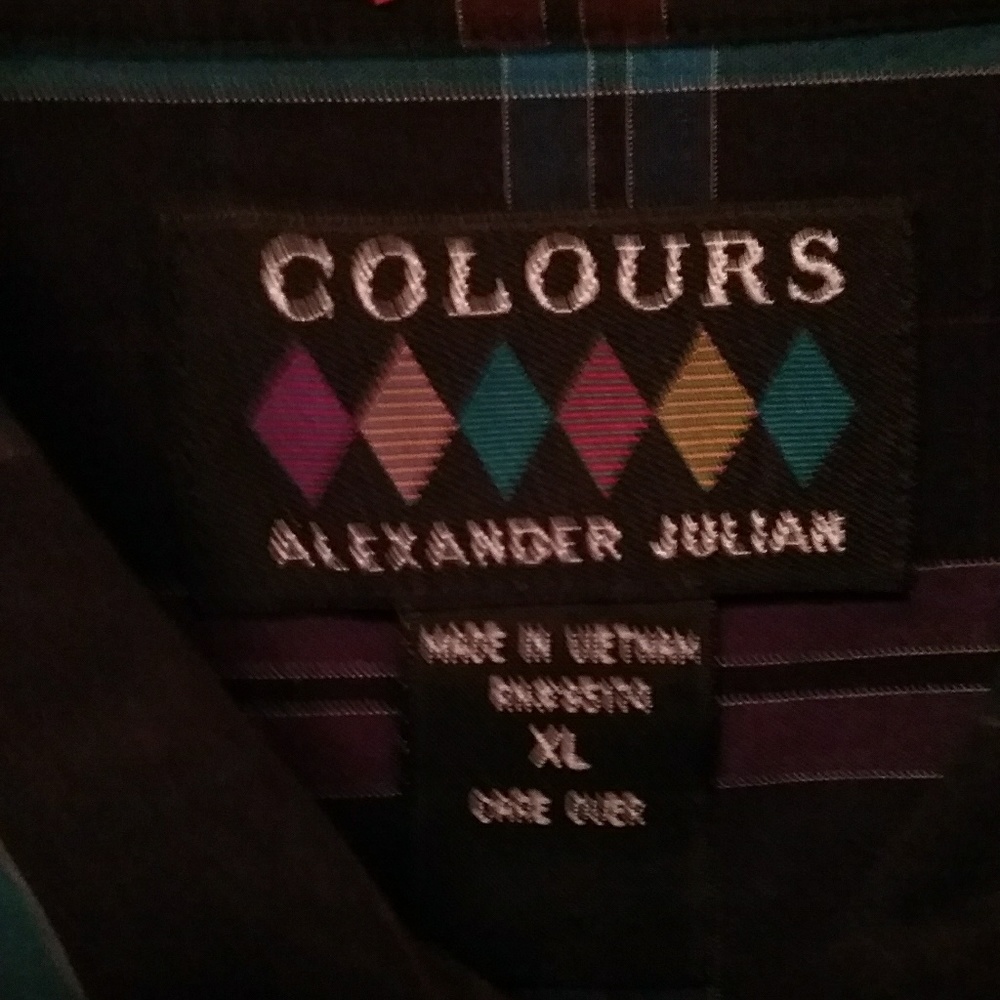 COLOURS
ALEXANDER JULIAN
MADE IN VIETNAM
XL
CARE OVER